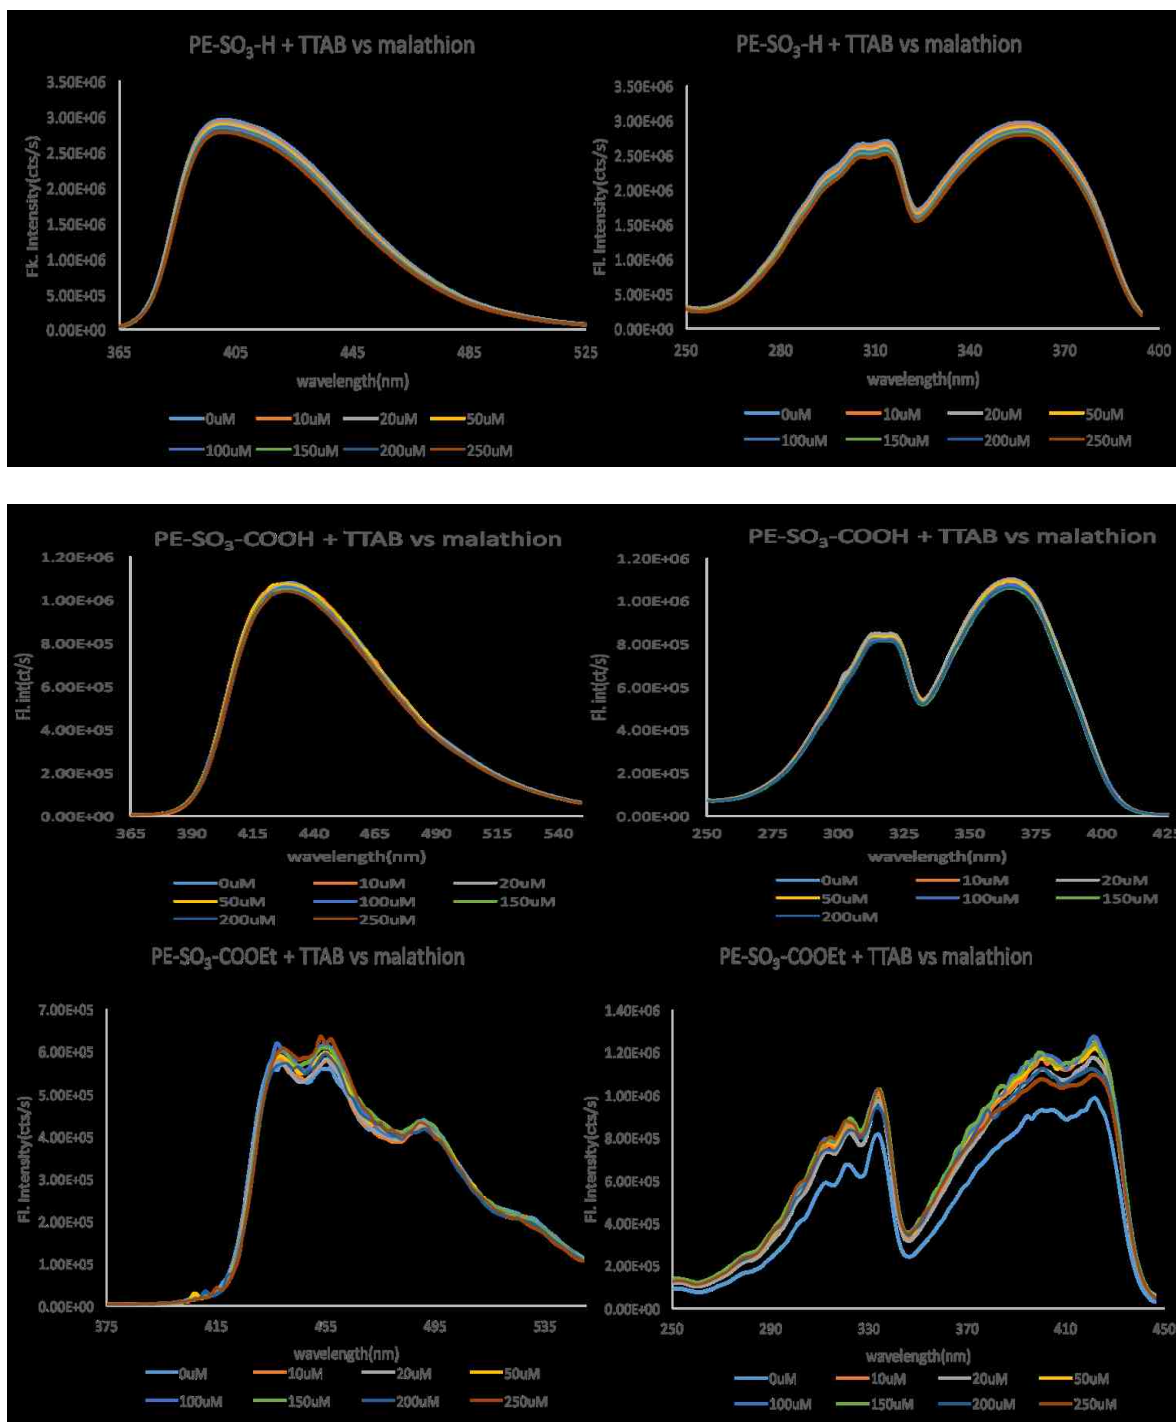 PE-SO₃-H + TTAB vs malathion
3.50E+06
3.00E+06
2.50E+06
2.00E+06
1.50E+06
1.00E+06
5.00E+05
0.00E+00
Fk. Intensity(cts/s)
365 405 445 485 525
wavelength(nm)
0uM 10uM 20uM 50uM
100uM 150uM 200uM 250uM
PE-SO₃-H + TTAB vs malathion
3.50E+06
3.00E+06
2.50E+06
2.00E+06
1.50E+06
1.00E+06
5.00E+05
0.00E+00
Fl. Intensity(cts/s)
250 280 310 340 370 400
wavelength(nm)
0uM 10uM 20uM 50uM
100uM 150uM 200uM 250uM
PE-SO₃-COOH + TTAB vs malathion
1.20E+06
1.00E+06
8.00E+05
6.00E+05
4.00E+05
2.00E+05
0.00E+00
Fl. int(ct/s)
365 390 415 440 465 490 515 540
wavelength(nm)
0uM 10uM 20uM
50uM 100uM 150uM
200uM 250uM
PE-SO₃-COOH + TTAB vs malathion
1.20E+06
1.00E+06
8.00E+05
6.00E+05
4.00E+05
2.00E+05
0.00E+00
Fl. int(ct/s)
250 275 300 325 350 375 400 425
wavelength(nm)
0uM 10uM 20uM
50uM 100uM 150uM
200uM
PE-SO₃-COOEt + TTAB vs malathion
7.00E+05
6.00E+05
5.00E+05
4.00E+05
3.00E+05
2.00E+05
1.00E+05
0.00E+00
Fl. Intensity(cts/s)
375 415 455 495 535
wavelength(nm)
0uM 10uM 20uM 50uM
100uM 150uM 200uM 250uM
PE-SO₃-COOEt + TTAB vs malathion
1.40E+06
1.20E+06
1.00E+06
8.00E+05
6.00E+05
4.00E+05
2.00E+05
0.00E+00
Fl. Intensity(cts/s)
250 290 330 370 410 450
wavelength(nm)
0uM 10uM 20uM 50uM
100uM 150uM 200uM 250uM